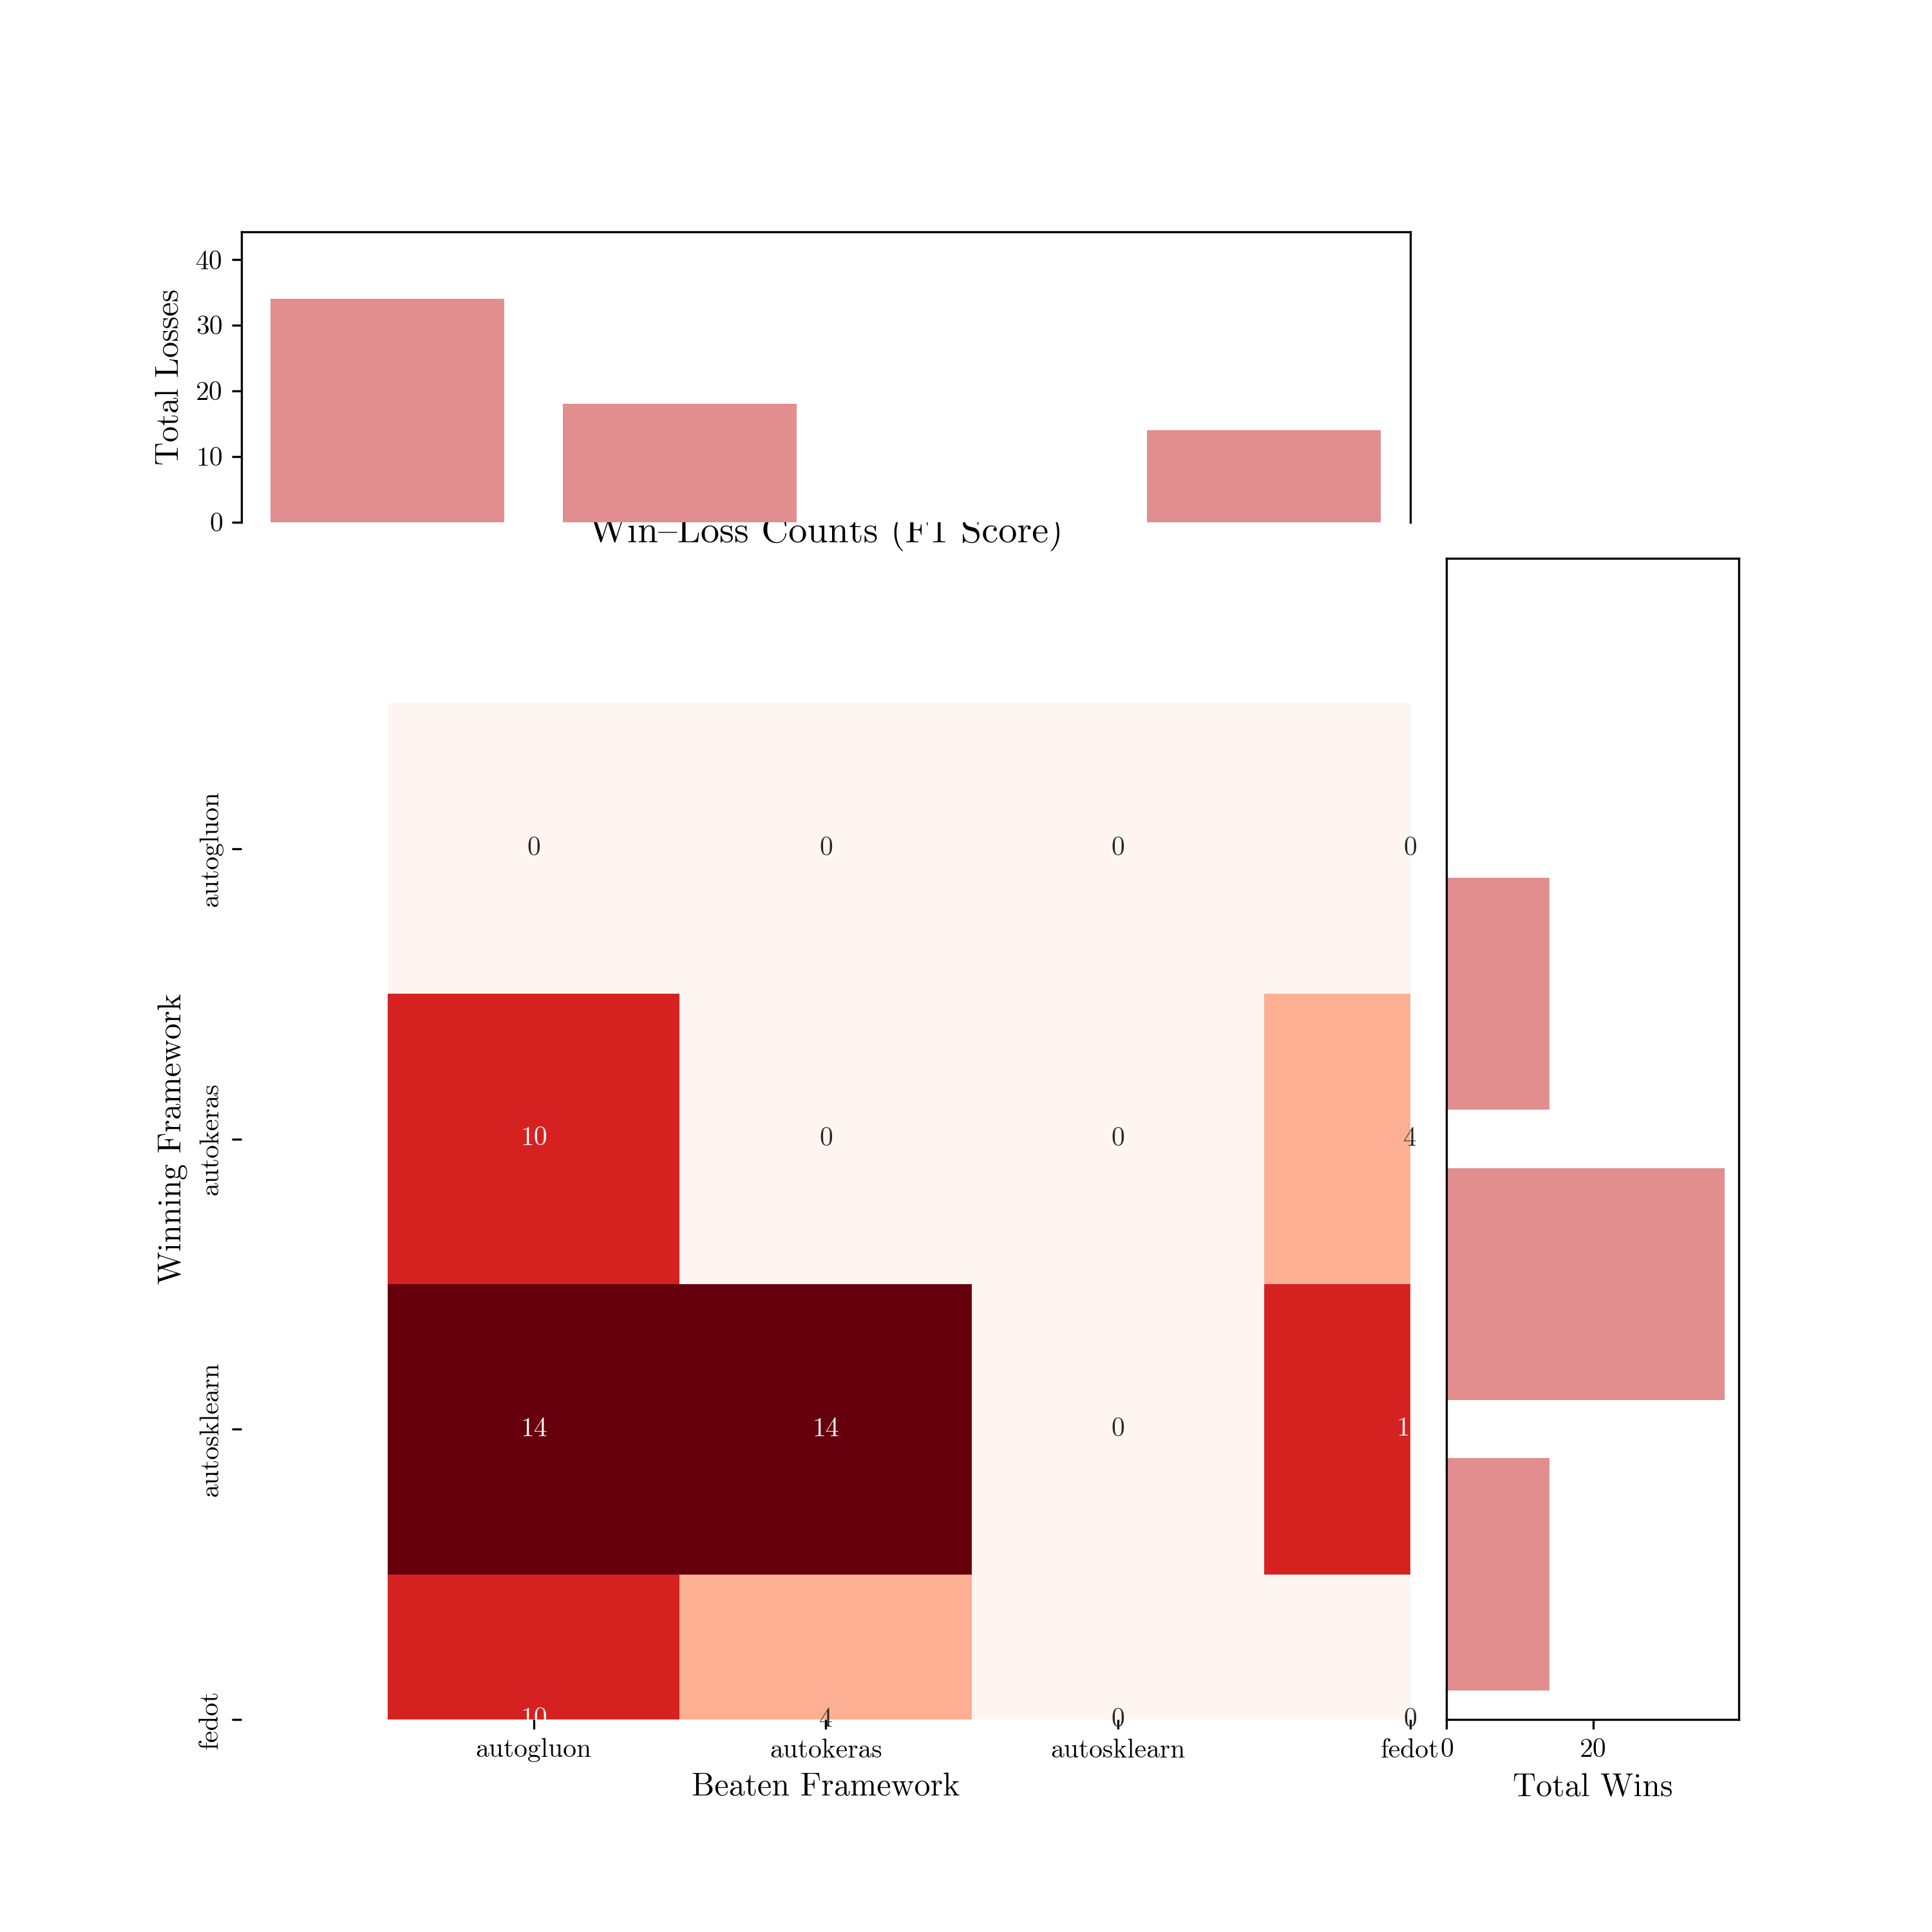 40
30
20
10
0
Total Losses
Win–Loss Counts (F1 Score)
autogluon
0 0 0 0
autokeras
10 0 0 4
Winning Framework
autosklearn
14 14 0 1
fedot
10 4 0 0
autogluon autokeras autosklearn fedot
0 20
Beaten Framework
Total Wins